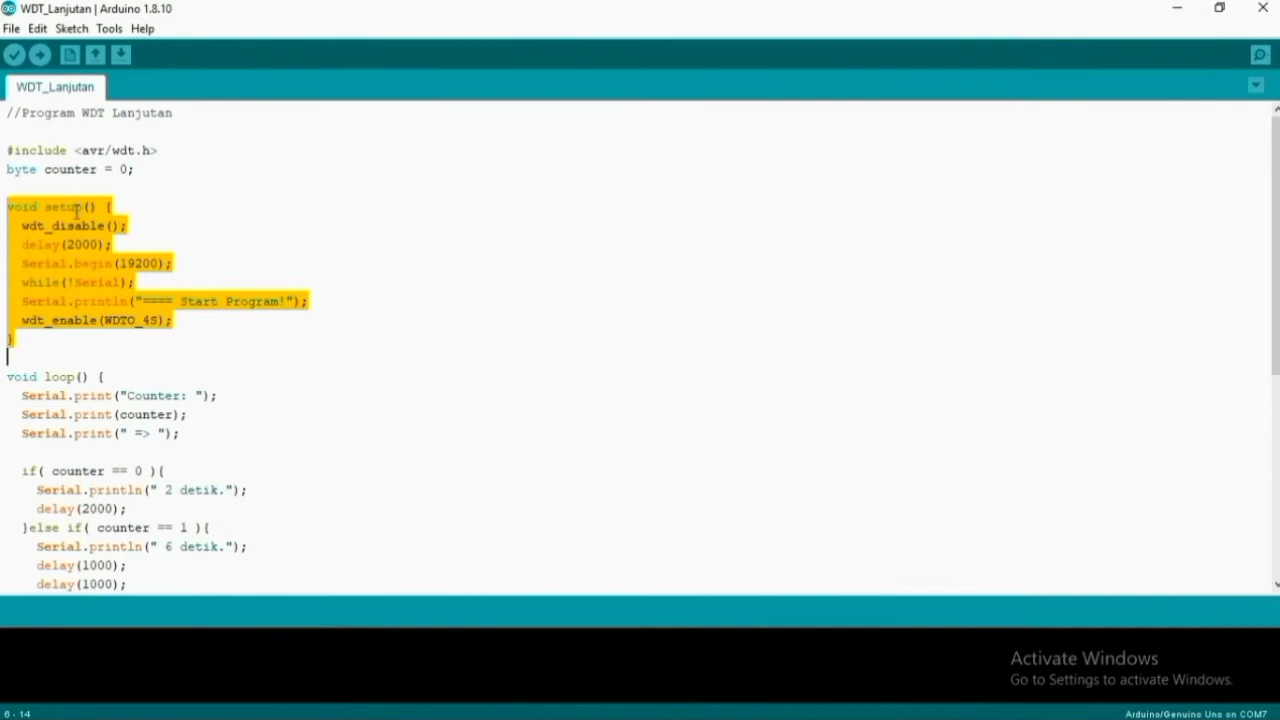 WDT_Lanjutan | Arduino 1.8.10
File Edit Sketch Tools Help
WDT_Lanjutan
//Program WDT Lanjutan
#include <avr/wdt.h>
byte counter = 0;
void setup() {
wdt_disable();
delay(2000);
Serial.begin(19200);
while(!Serial);
Serial.println("==== Start Program!");
wdt_enable(WDTO_4S);
}
void loop() {
Serial.print("Counter: ");
Serial.print(counter);
Serial.print(" => ");
if( counter == 0 ){
Serial.println(" 2 detik.");
delay(2000);
}else if( counter == 1 ){
Serial.println(" 6 detik.");
delay(1000);
delay(1000);
Activate Windows
Go to Settings to activate Windows.
6 - 14
Arduino/Genuino Uno on COM7